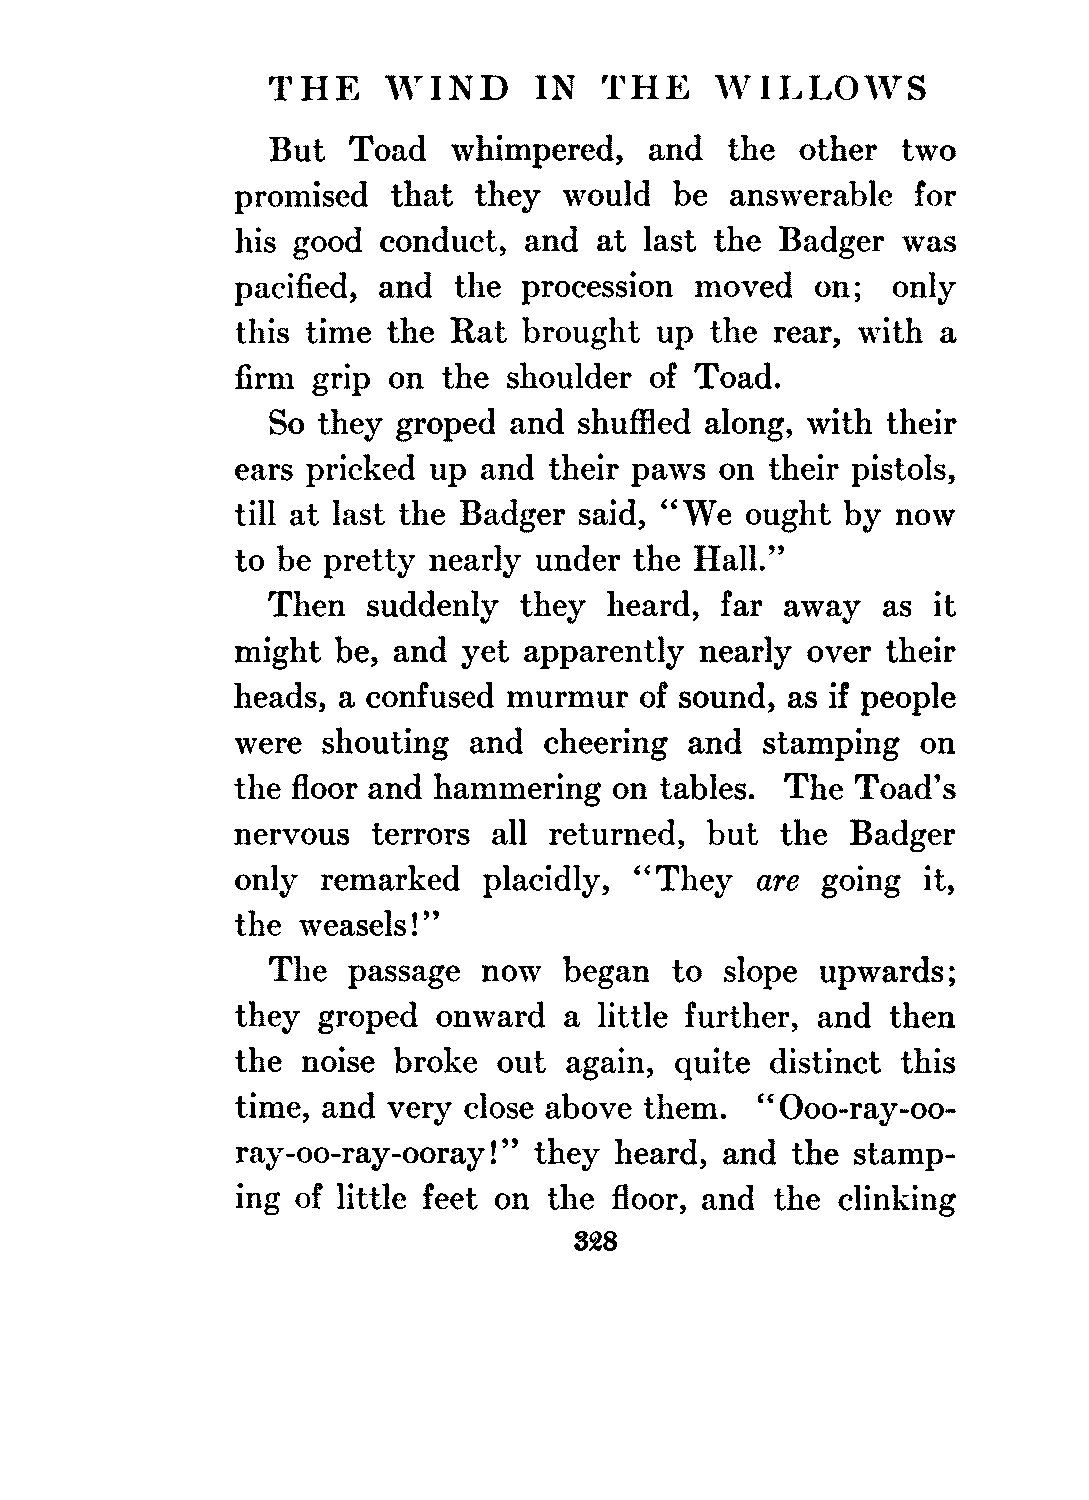 THE WIND IN THE WILLOWS
But Toad whimpered, and the other two
promised that they would be answerable for
his good conduct, and at last the Badger was
pacified, and the procession moved on; only
this time the Rat brought up the rear, with a
firm grip on the shoulder of Toad.
So they groped and shuffled along, with their
ears pricked up and their paws on their pistols,
till at last the Badger said, “We ought by now
to be pretty nearly under the Hall.”
Then suddenly they heard, far away as it
might be, and yet apparently nearly over their
heads, a confused murmur of sound, as if people
were shouting and cheering and stamping on
the floor and hammering on tables. The Toad’s
nervous terrors all returned, but the Badger
only remarked placidly, “They are going it,
the weasels!”
The passage now began to slope upwards;
they groped onward a little further, and then
the noise broke out again, quite distinct this
time, and very close above them. “Ooo-ray-oo-
ray-oo-ray-ooray!” they heard, and the stamp-
ing of little feet on the floor, and the clinking
328